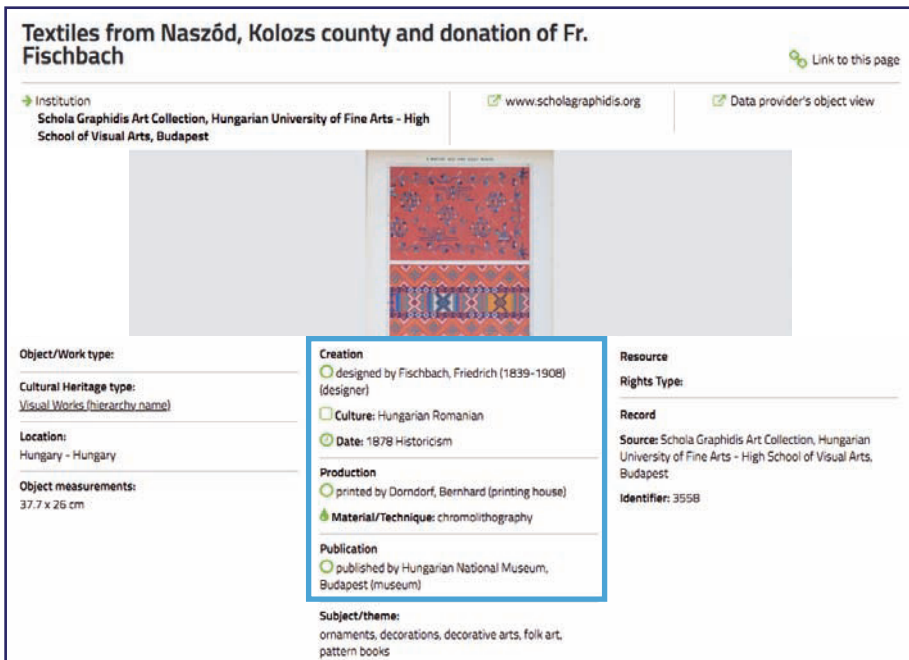 Textiles from Naszód, Kolozs county and donation of Fr.
Fischbach
Link to this page
Institution
Schola Graphidis Art Collection, Hungarian University of Fine Arts - High
School of Visual Arts, Budapest
www.scholagraphidis.org
Data provider's object view
Object/Work type:
Cultural Heritage type:
Visual Works (hierarchy name)
Location:
Hungary - Hungary
Object measurements:
37.7 x 26 cm
Creation
designed by Fischbach, Friedrich (1839-1908)
(designer)
Culture: Hungarian Romanian
Date: 1878 Historicism
Production
printed by Dorndorf, Bernhard (printing house)
Material/Technique: chromolithography
Publication
published by Hungarian National Museum,
Budapest (museum)
Subject/theme:
ornaments, decorations, decorative arts, folk art,
pattern books
Resource
Rights Type:
Record
Source: Schola Graphidis Art Collection, Hungarian
University of Fine Arts - High School of Visual Arts,
Budapest
Identifier: 3558